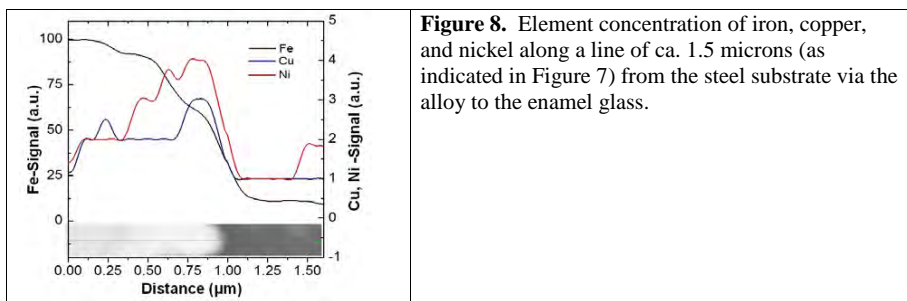 100
75
50
25
0
Fe-Signal (a.u.)
Fe
Cu
Ni
5
4
3
2
1
0
-1
Cu, Ni -Signal (a.u.)
0.00 0.25 0.50 0.75 1.00 1.25 1.50
Distance (µm)
Figure 8. Element concentration of iron, copper,
and nickel along a line of ca. 1.5 microns (as
indicated in Figure 7) from the steel substrate via the
alloy to the enamel glass.